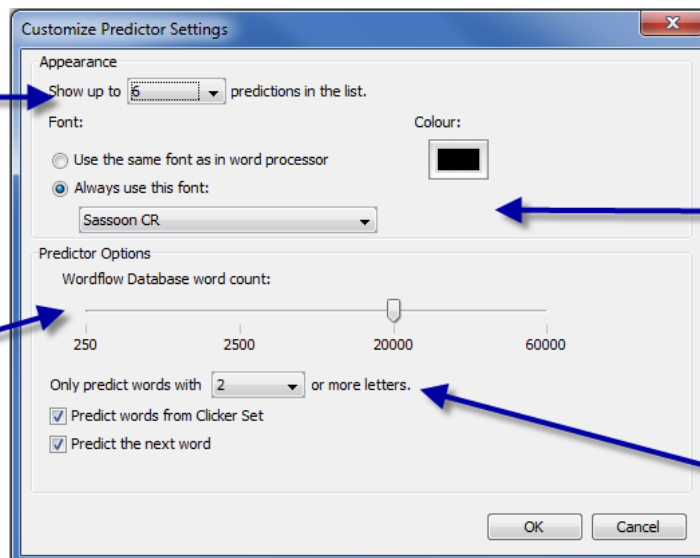 Customize Predictor Settings
Appearance
Show up to 6 predictions in the list.
Font:
Colour:
Use the same font as in word processor
Always use this font:
Sassoon CR
Predictor Options
Wordflow Database word count:
250 2500 20000 60000
Only predict words with 2 or more letters.
Predict words from Clicker Set
Predict the next word
OK Cancel